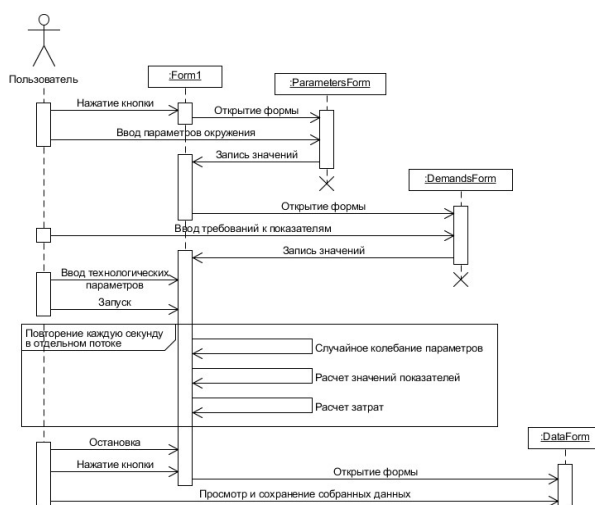 Пользователь
:Form1
:ParametersForm
Нажатие кнопки
Открытие формы
Ввод параметров окружения
Запись значений
:DemandsForm
Открытие формы
Ввод требований к показателям
Запись значений
Ввод технологических
параметров
Запуск
Повторение каждую секунду
в отдельном потоке
Случайное колебание параметров
Расчет значений показателей
Расчет затрат
:DataForm
Остановка
Нажатие кнопки
Открытие формы
Просмотр и сохранение собранных данных